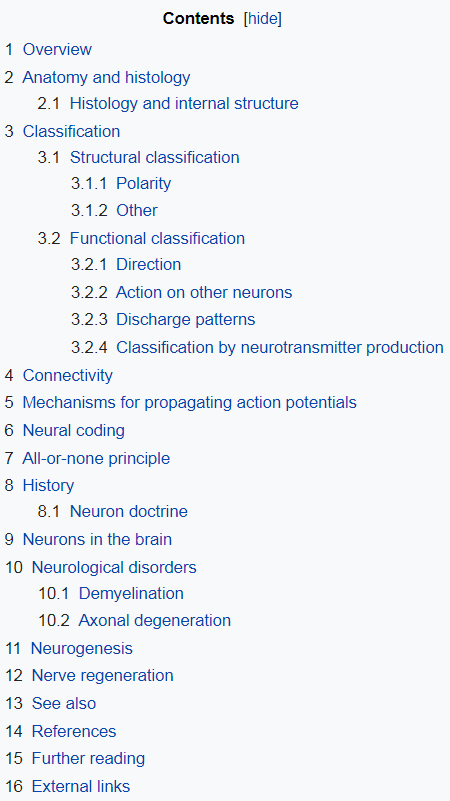 Contents [hide]
1 Overview
2 Anatomy and histology
2.1 Histology and internal structure
3 Classification
3.1 Structural classification
3.1.1 Polarity
3.1.2 Other
3.2 Functional classification
3.2.1 Direction
3.2.2 Action on other neurons
3.2.3 Discharge patterns
3.2.4 Classification by neurotransmitter production
4 Connectivity
5 Mechanisms for propagating action potentials
6 Neural coding
7 All-or-none principle
8 History
8.1 Neuron doctrine
9 Neurons in the brain
10 Neurological disorders
10.1 Demyelination
10.2 Axonal degeneration
11 Neurogenesis
12 Nerve regeneration
13 See also
14 References
15 Further reading
16 External links